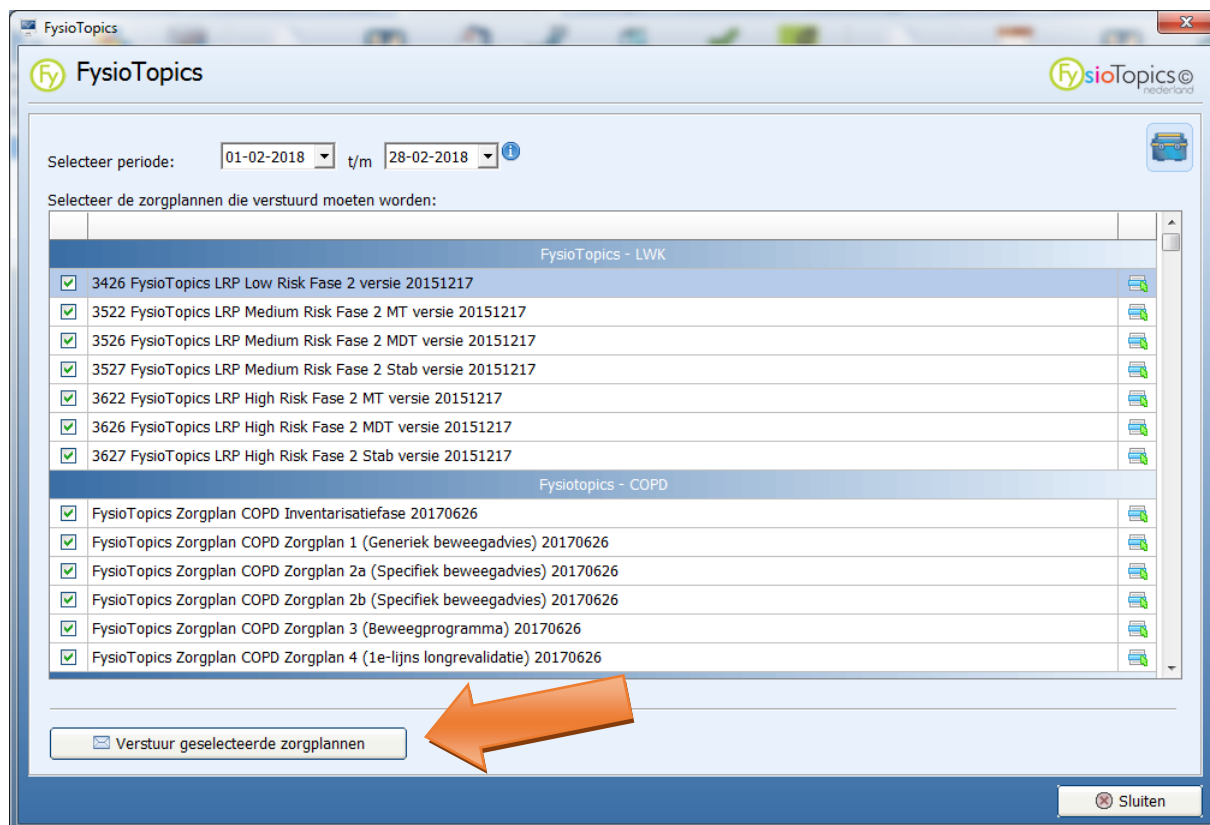 FysioTopics
Fy FysioTopics
FysioTopics©
nederland
Selecteer periode: 01-02-2018 t/m 28-02-2018
Selecteer de zorgplannen die verstuurd moeten worden:
FysioTopics - LWK
3426 FysioTopics LRP Low Risk Fase 2 versie 20151217
3522 FysioTopics LRP Medium Risk Fase 2 MT versie 20151217
3526 FysioTopics LRP Medium Risk Fase 2 MDT versie 20151217
3527 FysioTopics LRP Medium Risk Fase 2 Stab versie 20151217
3622 FysioTopics LRP High Risk Fase 2 MT versie 20151217
3626 FysioTopics LRP High Risk Fase 2 MDT versie 20151217
3627 FysioTopics LRP High Risk Fase 2 Stab versie 20151217
Fysiotopics - COPD
FysioTopics Zorgplan COPD Inventarisatiefase 20170626
FysioTopics Zorgplan COPD Zorgplan 1 (Generiek beweegadvies) 20170626
FysioTopics Zorgplan COPD Zorgplan 2a (Specifiek beweegadvies) 20170626
FysioTopics Zorgplan COPD Zorgplan 2b (Specifiek beweegadvies) 20170626
FysioTopics Zorgplan COPD Zorgplan 3 (Beweegprogramma) 20170626
FysioTopics Zorgplan COPD Zorgplan 4 (1e-lijns longrevalidatie) 20170626
Verstuur geselecteerde zorgplannen
Sluiten